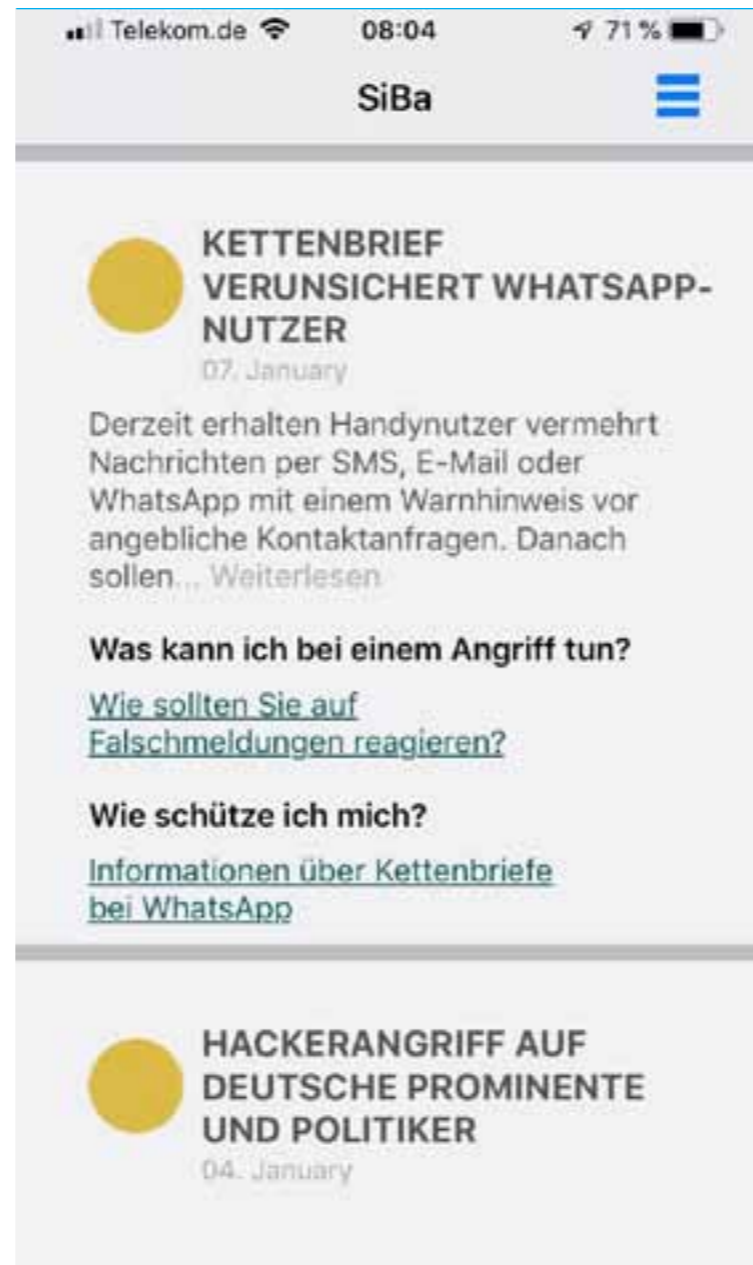 Telekom.de 08:04 71 %
SiBa
KETTENBRIEF
VERUNSICHERT WHATSAPP-
NUTZER
07. January
Derzeit erhalten Handynutzer vermehrt
Nachrichten per SMS, E-Mail oder
WhatsApp mit einem Warnhinweis vor
angebliche Kontaktanfragen. Danach
sollen... Weiterlesen
Was kann ich bei einem Angriff tun?
Wie sollten Sie auf
Falschmeldungen reagieren?
Wie schütze ich mich?
Informationen über Kettenbriefe
bei WhatsApp
HACKERANGRIFF AUF
DEUTSCHE PROMINENTE
UND POLITIKER
04. January